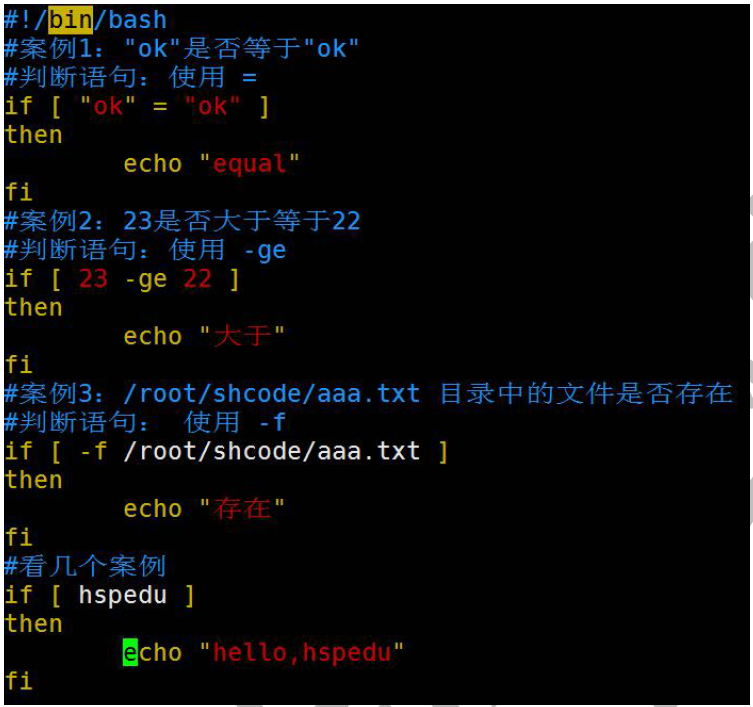 #!/bin/bash
#案例1: "ok"是否等于"ok"
#判断语句: 使用 =
if [ "ok" = "ok" ]
then
        echo "equal"
fi
#案例2: 23是否大于等于22
#判断语句: 使用 -ge
if [ 23 -ge 22 ]
then
        echo "大于"
fi
#案例3: /root/shcode/aaa.txt 目录中的文件是否存在
#判断语句:  使用 -f
if [ -f /root/shcode/aaa.txt ]
then
        echo "存在"
fi
#看几个案例
if [ hspedu ]
then
        echo "hello,hspedu"
fi